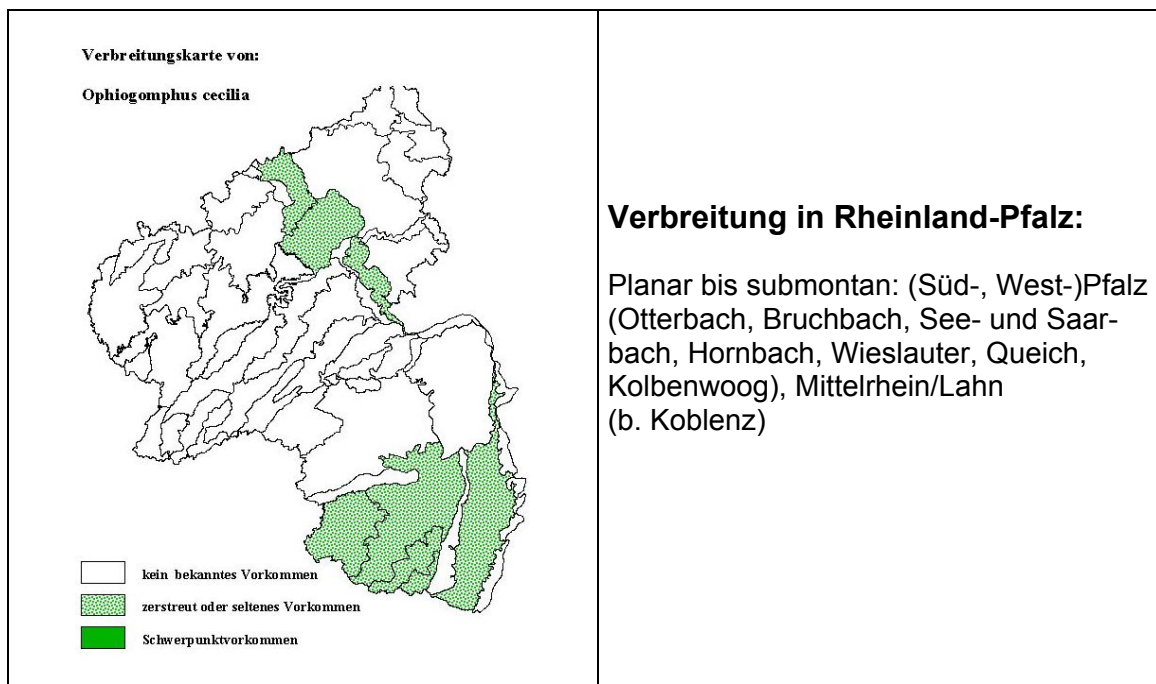 Verbreitungskarte von:
Ophiogomphus cecilia
kein bekanntes Vorkommen
zerstreut oder seltenes Vorkommen
Schwerpunktvorkommen
Verbreitung in Rheinland-Pfalz:
Planar bis submontan: (Süd-, West-)Pfalz
(Otterbach, Bruchbach, See- und Saar-
bach, Hornbach, Wieslauter, Queich,
Kolbenwoog), Mittelrhein/Lahn
(b. Koblenz)